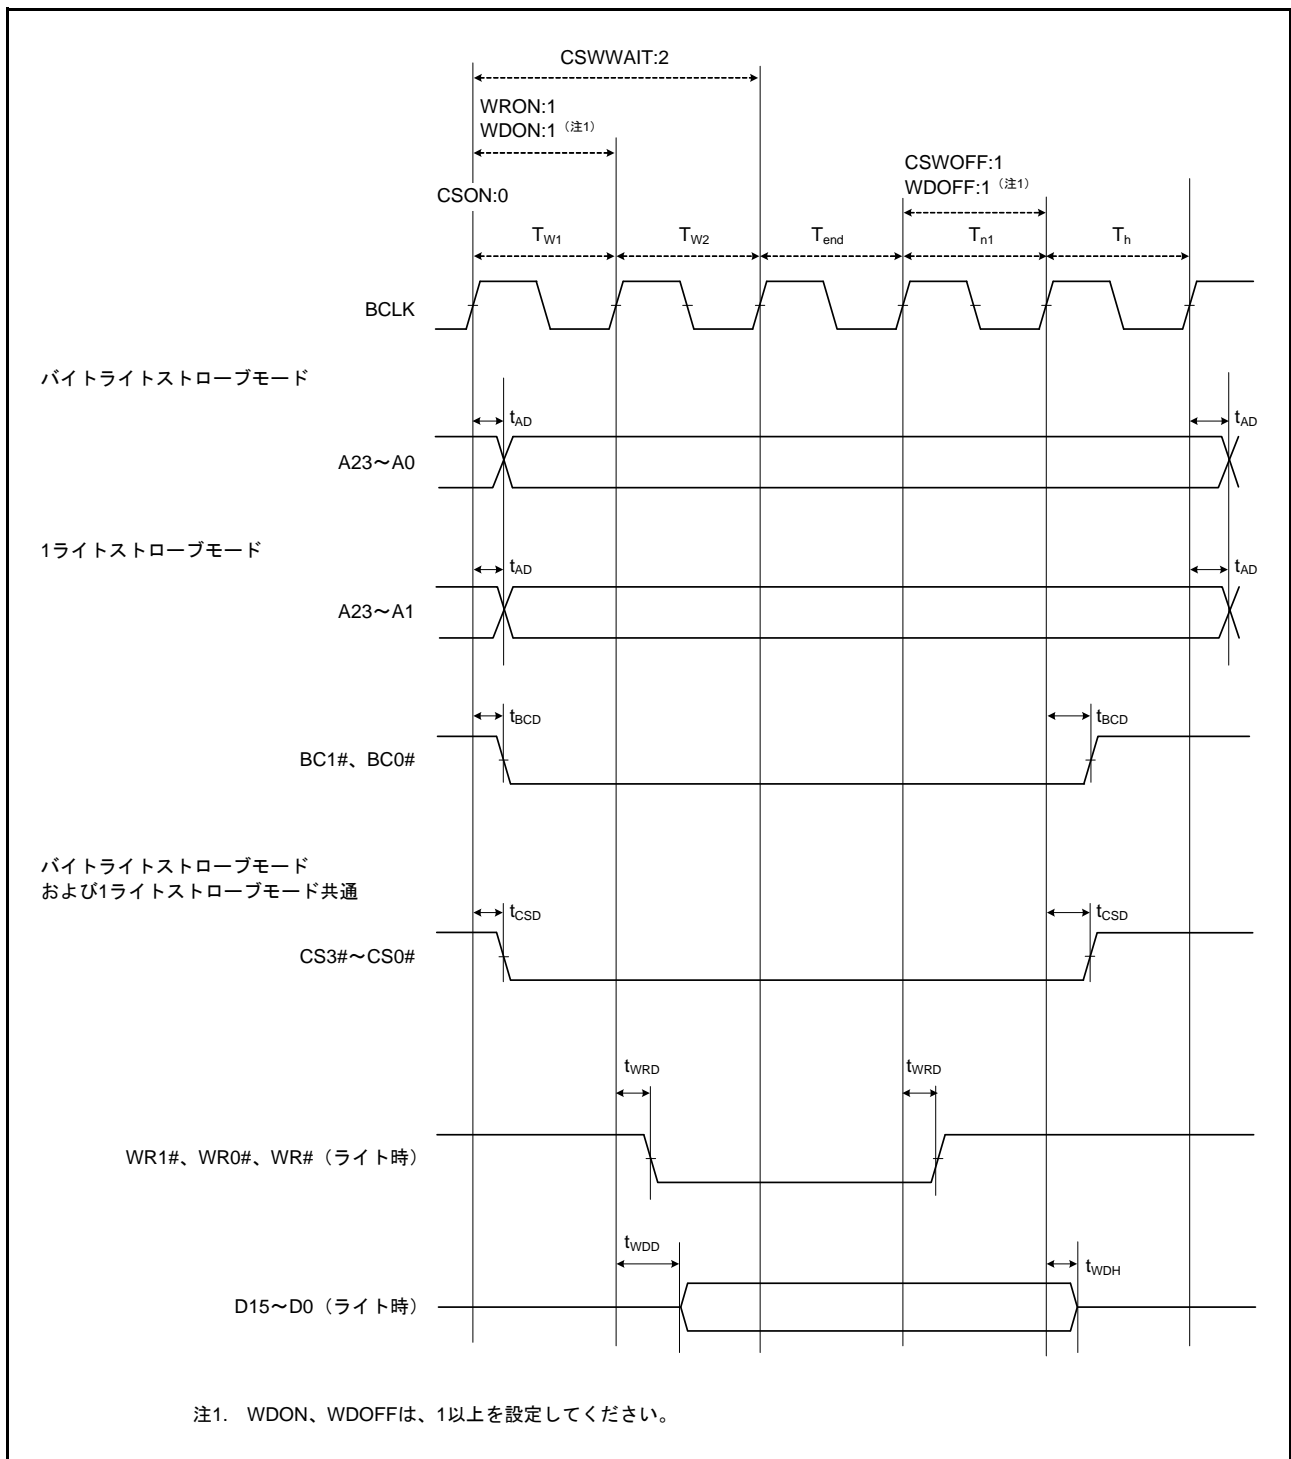 CSWWAIT:2
WRON:1
WDON:1（注1）
CSWOFF:1
WDOFF:1（注1）
CSON:0
TW1 TW2 Tend Tn1 Th
BCLK
バイトライトストローブモード
tAD tAD
A23～A0
1ライトストローブモード
tAD tAD
A23～A1
tBCD tBCD
BC1#、BC0#
バイトライトストローブモード
および1ライトストローブモード共通
tCSD tCSD
CS3#～CS0#
tWRD tWRD
WR1#、WR0#、WR#（ライト時）
tWDD tWDH
D15～D0（ライト時）
注1. WDON、WDOFFは、1以上を設定してください。